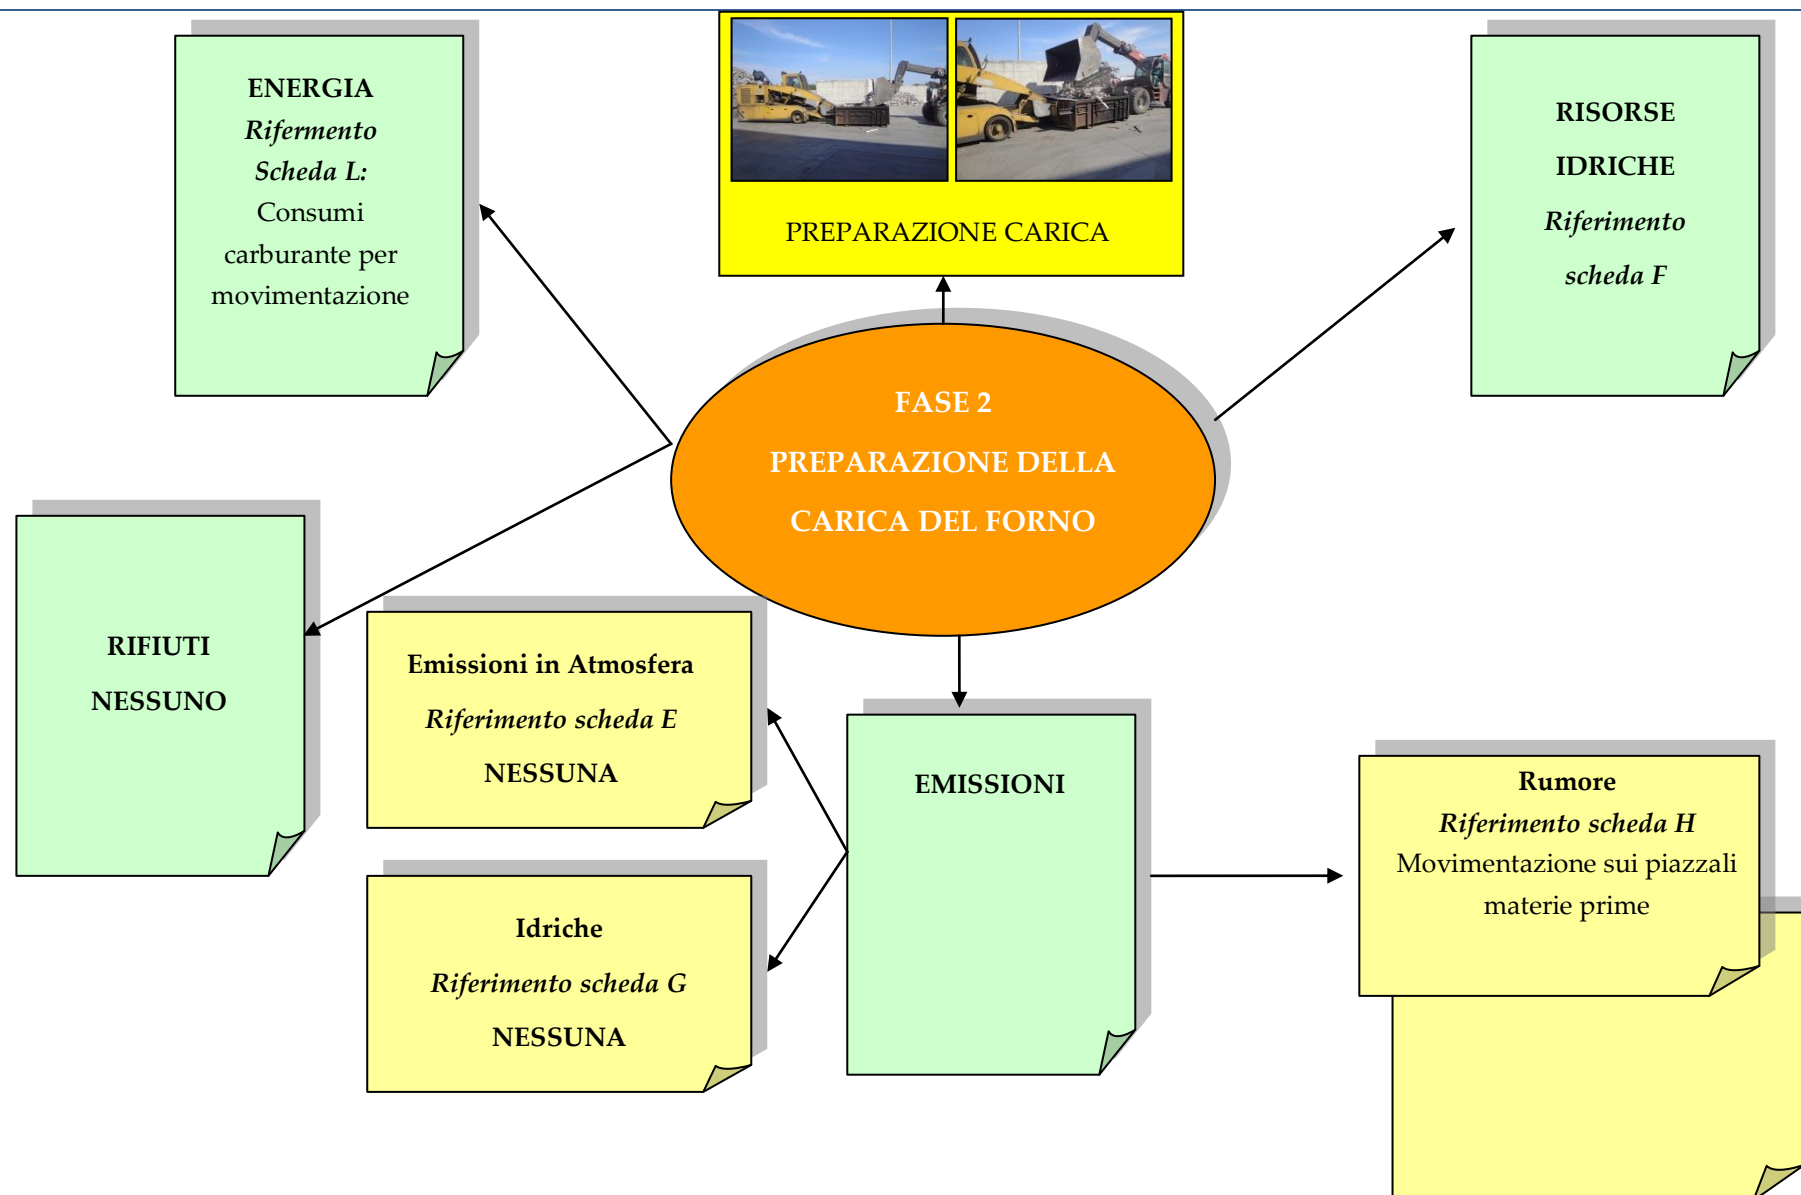 ENERGIA
Rifermento
Scheda L:
Consumi
carburante per
movimentazione
PREPARAZIONE CARICA
RISORSE
IDRICHE
Riferimento
scheda F
FASE 2
PREPARAZIONE DELLA
CARICA DEL FORNO
RIFIUTI
NESSUNO
Emissioni in Atmosfera
Riferimento scheda E
NESSUNA
EMISSIONI
Rumore
Riferimento scheda H
Movimentazione sui piazzali
materie prime
Idriche
Riferimento scheda G
NESSUNA